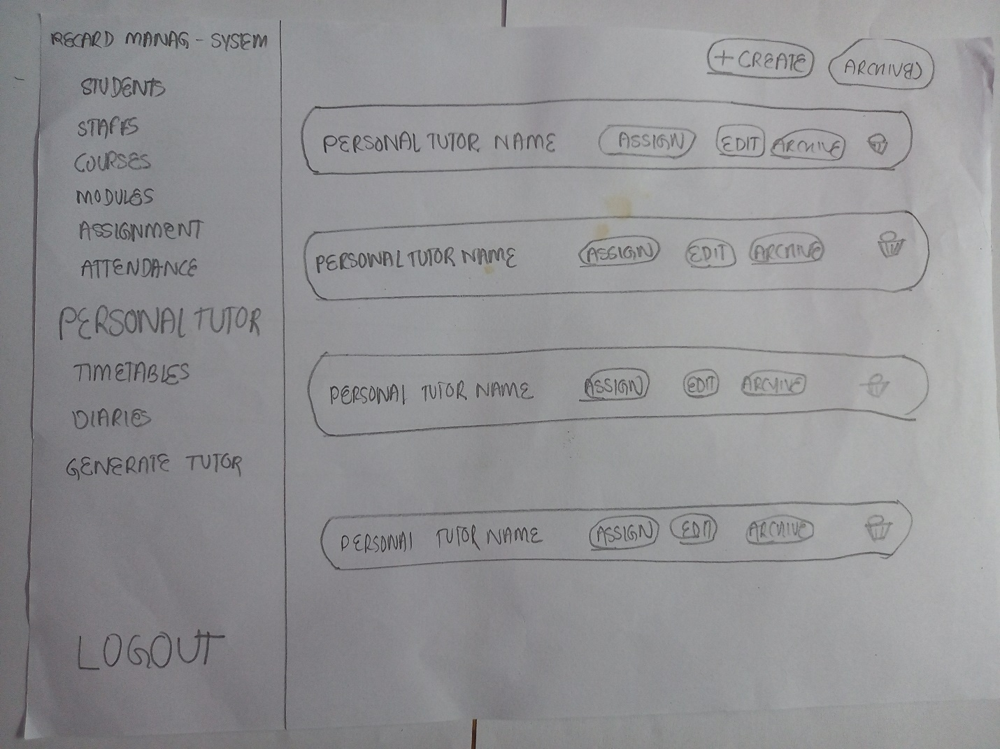 RECARD MANAG - SYSEM
STUDENTS
STAFFS
COURSES
MODULES
ASSIGNMENT
ATTENDANCE
PERSONAL TUTOR
TIMETABLES
DIARIES
GENERATE TUTOR
LOGOUT
+ CREATE ARCHIVED
PERSONAL TUTOR NAME ASSIGN EDIT ARCHIVE
PERSONAL TUTOR NAME ASSIGN EDIT ARCHIVE
PERSONAL TUTOR NAME ASSIGN EDIT ARCHIVE
PERSONAL TUTOR NAME ASSIGN EDIT ARCHIVE